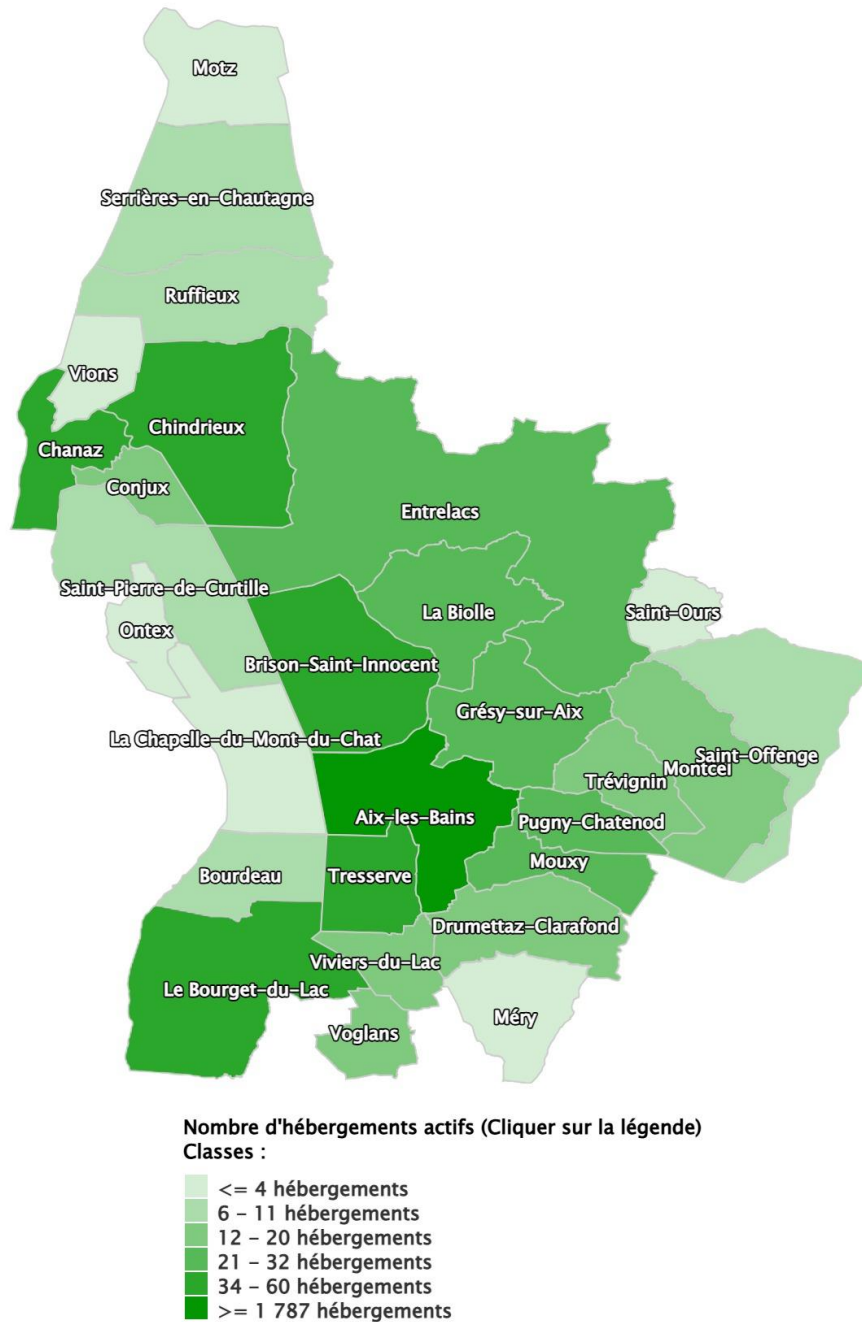 Motz
Serrières-en-Chautagne
Ruffieux
Vions
Chindrieux
Chanaz
Conjux
Entrelacs
Saint-Pierre-de-Curtille
La Biolle
Saint-Ours
Ontex
Brison-Saint-Innocent
Grésy-sur-Aix
La Chapelle-du-Mont-du-Chat
Saint-Offenge
Montcel
Trévignin
Aix-les-Bains
Pugny-Chatenod
Mouxy
Bourdeau
Tresserve
Drumettaz-Clarafond
Viviers-du-Lac
Le Bourget-du-Lac
Méry
Voglans
Nombre d'hébergements actifs (Cliquer sur la légende)
Classes :
<= 4 hébergements
6 - 11 hébergements
12 - 20 hébergements
21 - 32 hébergements
34 - 60 hébergements
>= 1 787 hébergements